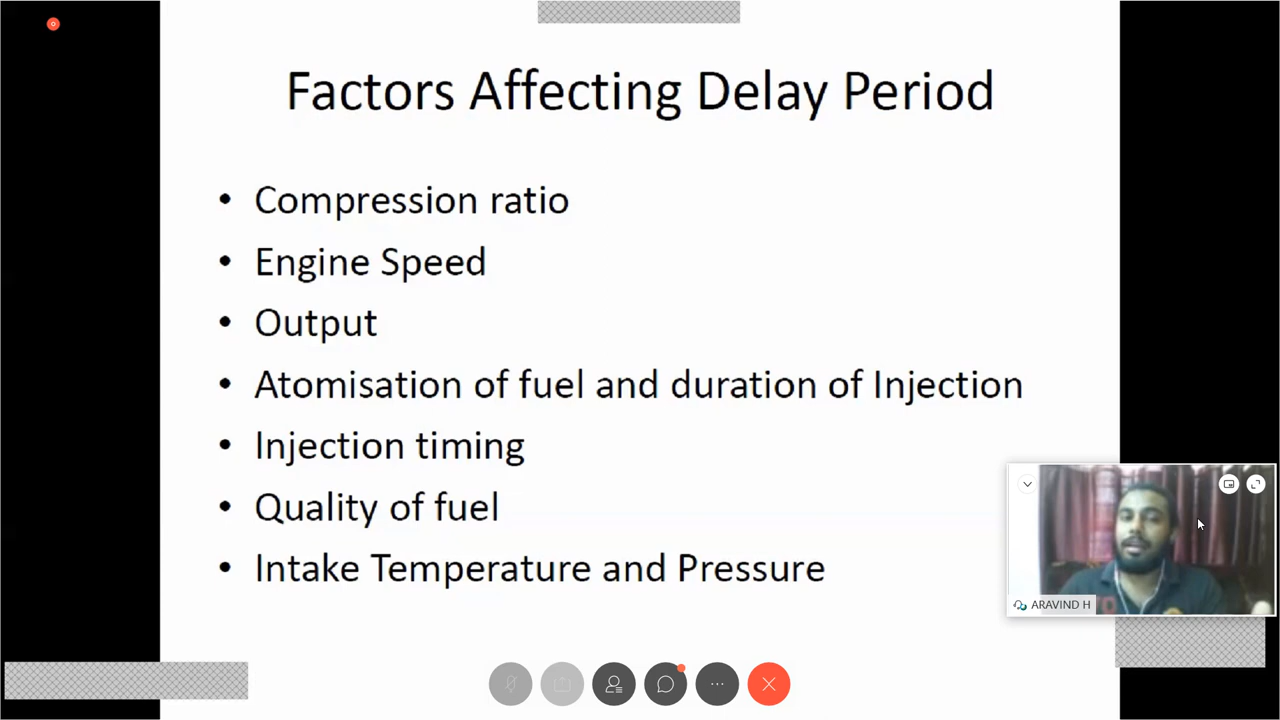 Factors Affecting Delay Period
• Compression ratio
• Engine Speed
• Output
• Atomisation of fuel and duration of Injection
• Injection timing
• Quality of fuel
• Intake Temperature and Pressure
ARAVIND H